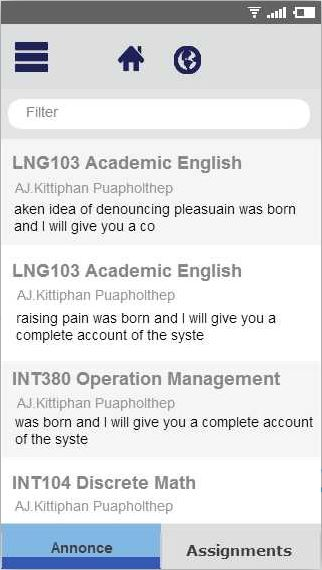 Filter
LNG103 Academic English
AJ.Kittiphan Puapholthep
aken idea of denouncing pleasuain was born
and I will give you a co
LNG103 Academic English
AJ.Kittiphan Puapholthep
raising pain was born and I will give you a
complete account of the syste
INT380 Operation Management
AJ.Kittiphan Puapholthep
was born and I will give you a complete account
of the syste
INT104 Discrete Math
AJ.Kittiphan Puapholthep
Annonce
Assignments